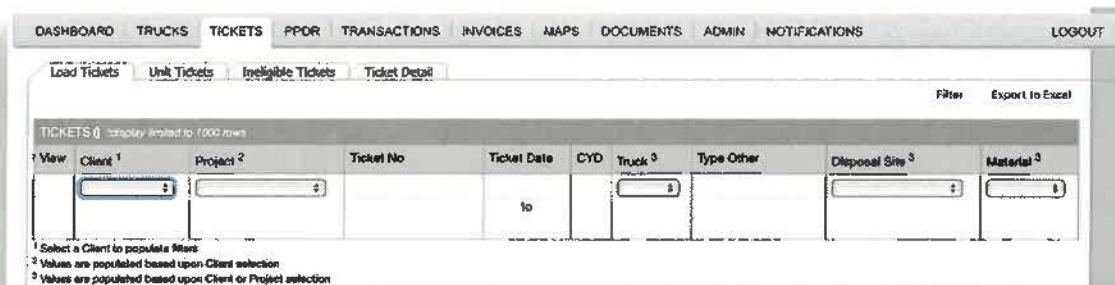 DASHBOARD TRUCKS TICKETS PPDR TRANSACTIONS INVOICES MAPS DOCUMENTS ADMIN NOTIFICATIONS LOGOUT
Load Tickets Unit Tickets Ineligible Tickets Ticket Detail
Filter Export to Excel
TICKETS () *display limited to 1000 rows
View Client 1 Project 2 Ticket No Ticket Date CYD Truck 3 Type Other Disposal Site 3 Material 3
to
1 Select a Client to populate filters
2 Values are populated based upon Client selection
3 Values are populated based upon Client or Project selection